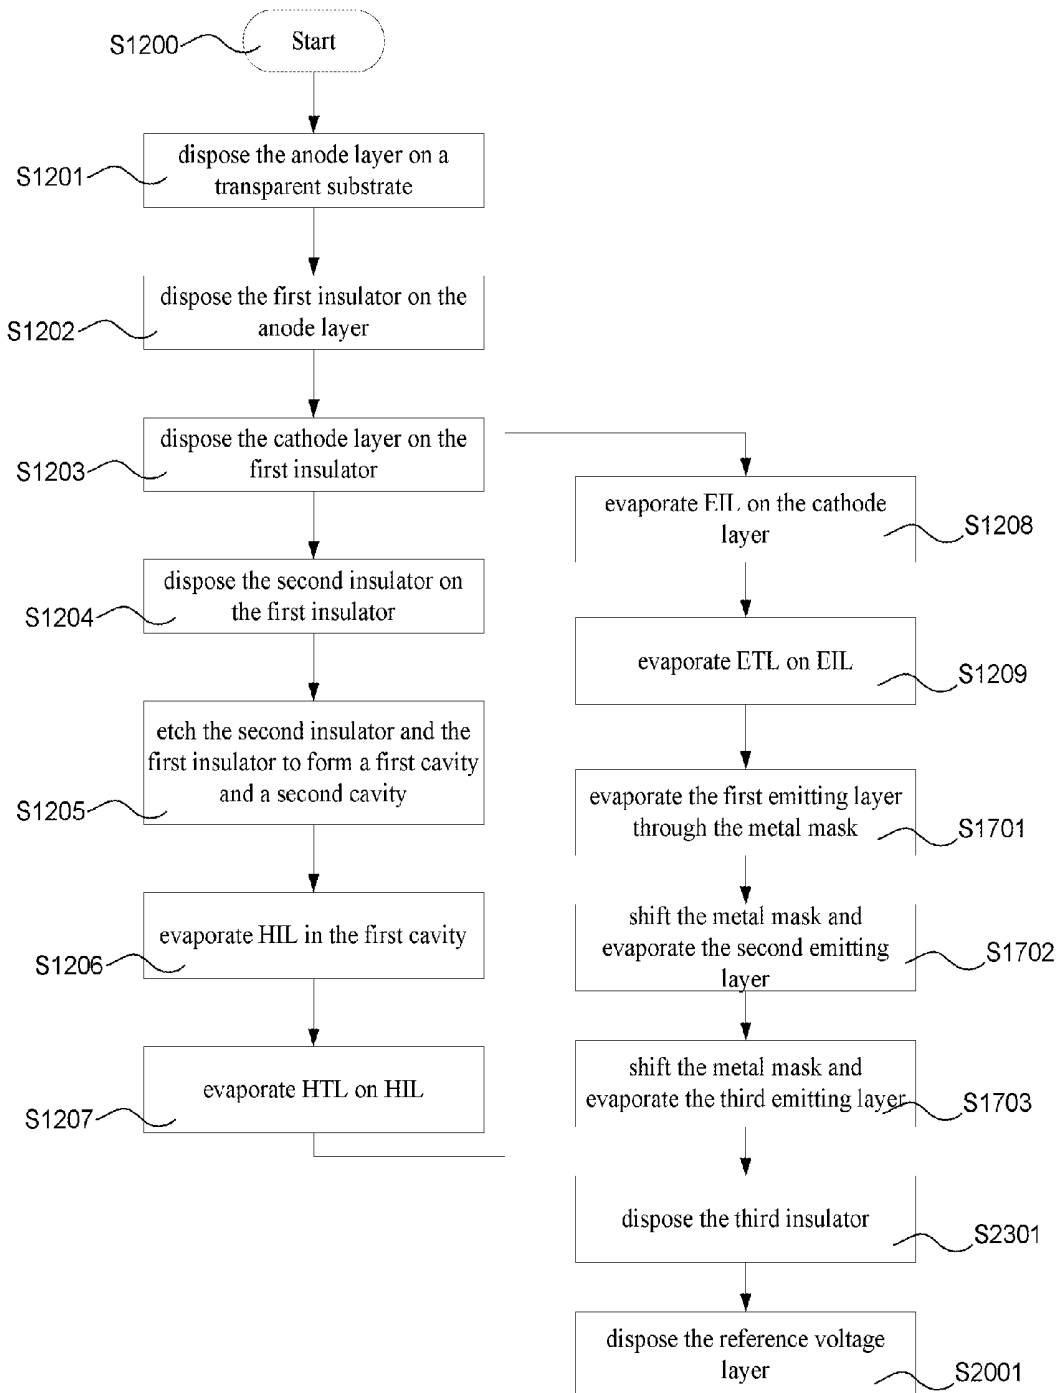 S1200
Start
S1201
dispose the anode layer on a
transparent substrate
S1202
dispose the first insulator on the
anode layer
S1203
dispose the cathode layer on the
first insulator
S1204
dispose the second insulator on
the first insulator
S1205
etch the second insulator and the
first insulator to form a first cavity
and a second cavity
S1206
evaporate HIL in the first cavity
S1207
evaporate HTL on HIL
evaporate EIL on the cathode
layer
S1208
evaporate ETL on EIL
S1209
evaporate the first emitting layer
through the metal mask
S1701
shift the metal mask and
evaporate the second emitting
layer
S1702
shift the metal mask and
evaporate the third emitting layer
S1703
dispose the third insulator
S2301
dispose the reference voltage
layer
S2001